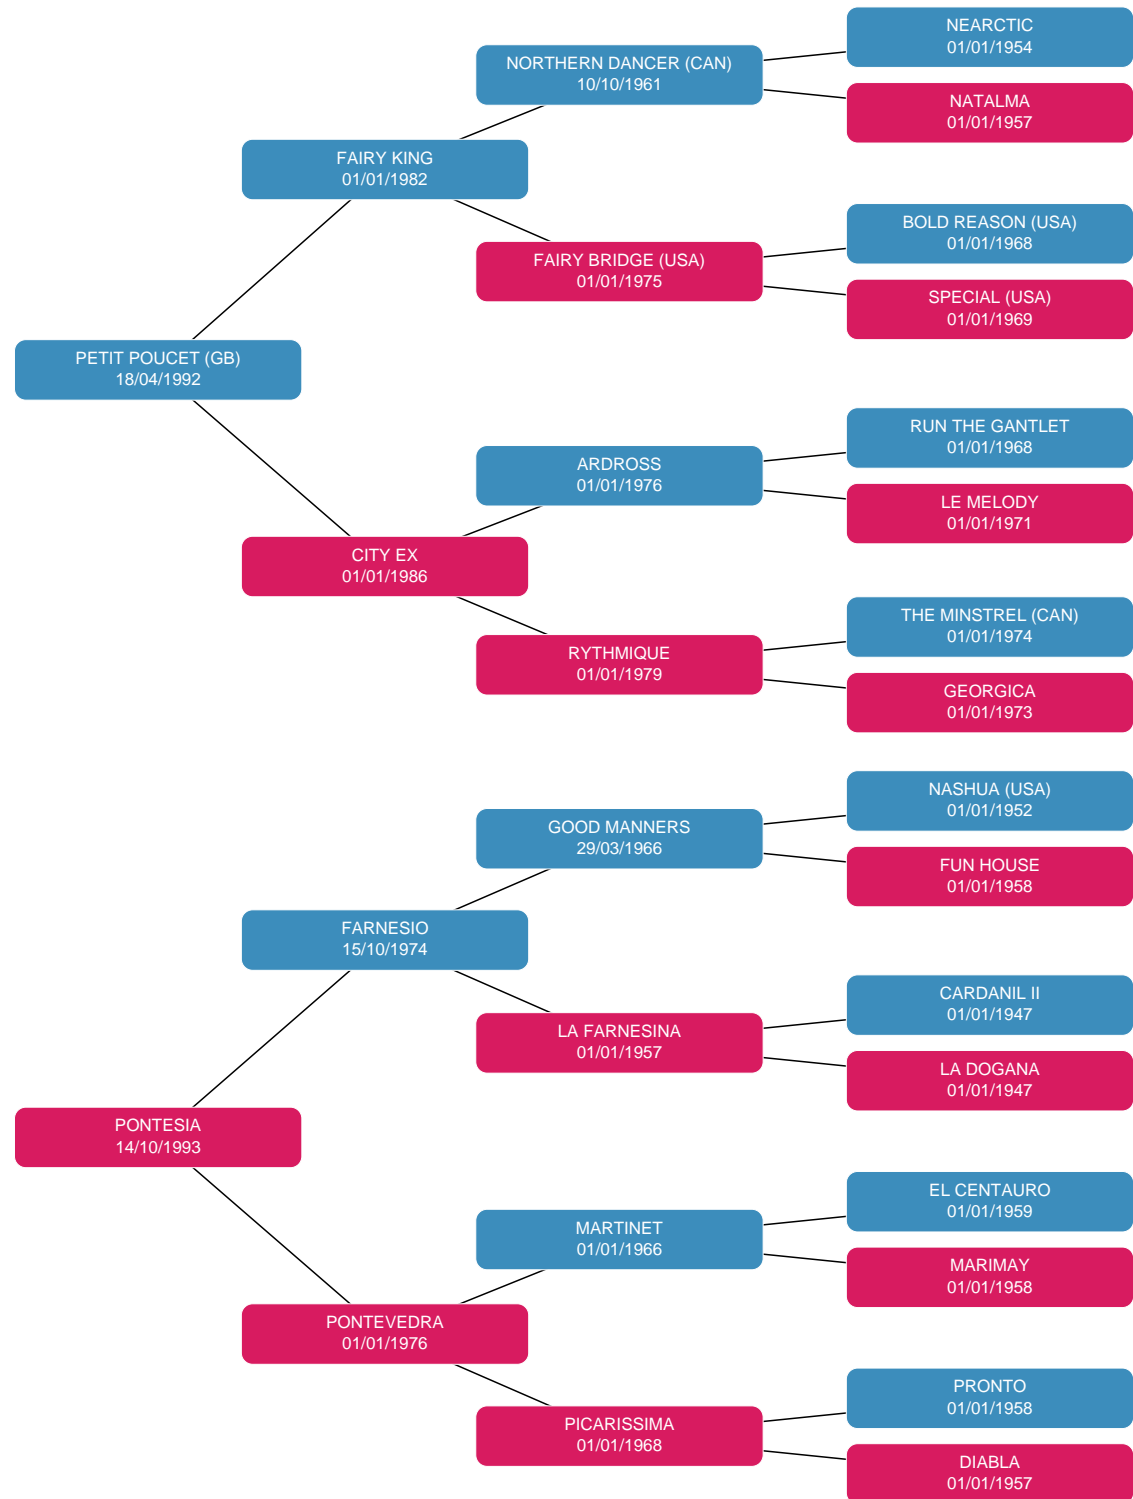 NEARCTIC
01/01/1954
NORTHERN DANCER (CAN)
10/10/1961
NATALMA
01/01/1957
FAIRY KING
01/01/1982
BOLD REASON (USA)
01/01/1968
FAIRY BRIDGE (USA)
01/01/1975
SPECIAL (USA)
01/01/1969
PETIT POUCET (GB)
18/04/1992
RUN THE GANTLET
01/01/1968
ARDROSS
01/01/1976
LE MELODY
01/01/1971
CITY EX
01/01/1986
THE MINSTREL (CAN)
01/01/1974
RYTHMIQUE
01/01/1979
GEORGICA
01/01/1973
NASHUA (USA)
01/01/1952
GOOD MANNERS
29/03/1966
FUN HOUSE
01/01/1958
FARNESIO
15/10/1974
CARDANIL II
01/01/1947
LA FARNESINA
01/01/1957
LA DOGANA
01/01/1947
PONTESIA
14/10/1993
EL CENTAURO
01/01/1959
MARTINET
01/01/1966
MARIMAY
01/01/1958
PONTEVEDRA
01/01/1976
PRONTO
01/01/1958
PICARISSIMA
01/01/1968
DIABLA
01/01/1957